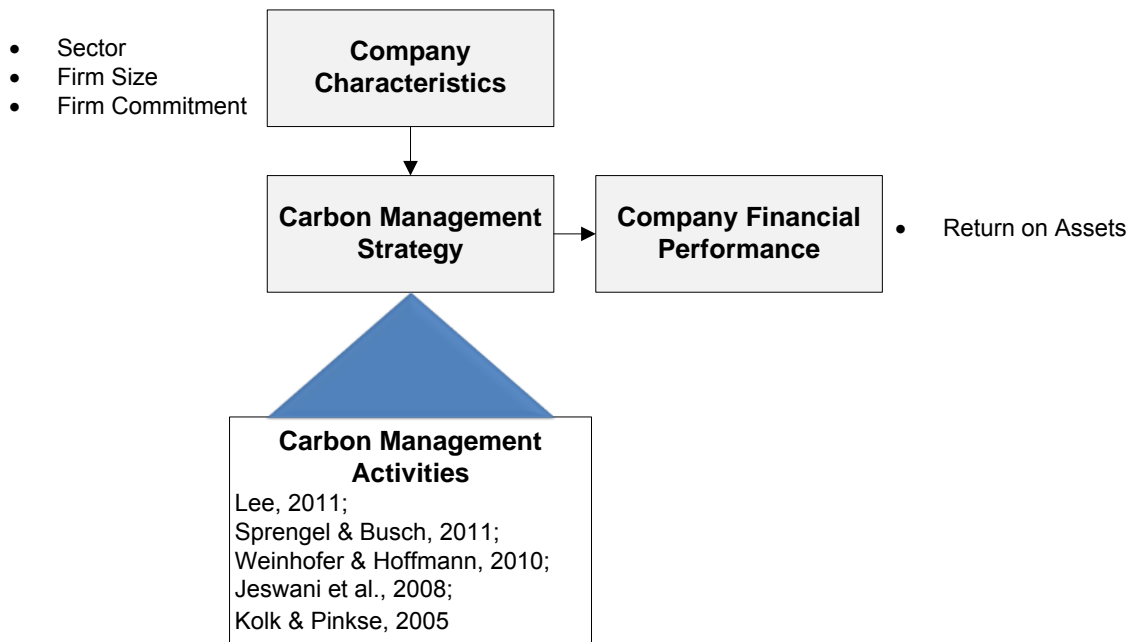 • Sector
• Firm Size
• Firm Commitment
Company
Characteristics
Carbon Management
Strategy
Company Financial
Performance
• Return on Assets
Carbon Management
Activities
Lee, 2011;
Sprengel & Busch, 2011;
Weinhofer & Hoffmann, 2010;
Jeswani et al., 2008;
Kolk & Pinkse, 2005